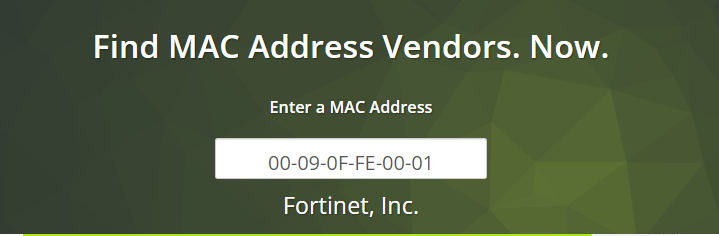 Find MAC Address Vendors. Now.
Enter a MAC Address
00-09-0F-FE-00-01
Fortinet, Inc.